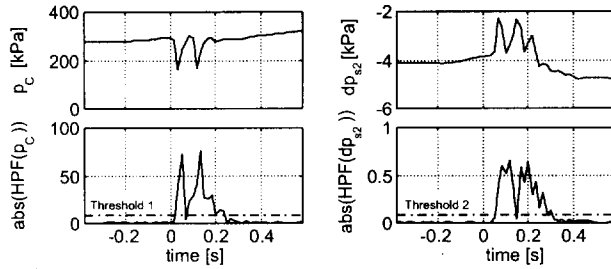 400
200
0
p_C [kPa]
-2
-4
-6
dp_s2 [kPa]
100
50
0
abs(HPF(p_C))
Threshold 1
-0.2 0 0.2 0.4
time [s]
1
0.5
0
abs(HPF(dp_s2))
Threshold 2
-0.2 0 0.2 0.4
time [s]